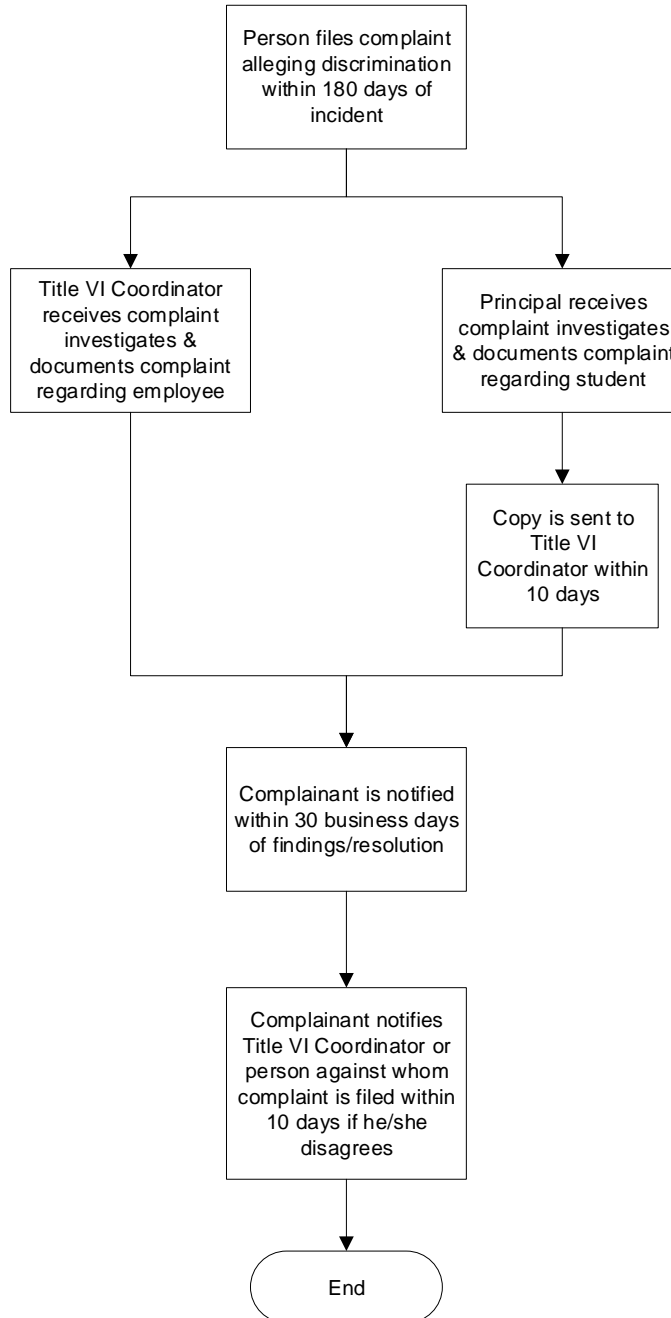 Person files complaint
alleging discrimination
within 180 days of
incident
Title VI Coordinator
receives complaint
investigates &
documents complaint
regarding employee
Principal receives
complaint investigates
& documents complaint
regarding student
Copy is sent to
Title VI
Coordinator within
10 days
Complainant is notified
within 30 business days
of findings/resolution
Complainant notifies
Title VI Coordinator or
person against whom
complaint is filed within
10 days if he/she
disagrees
End